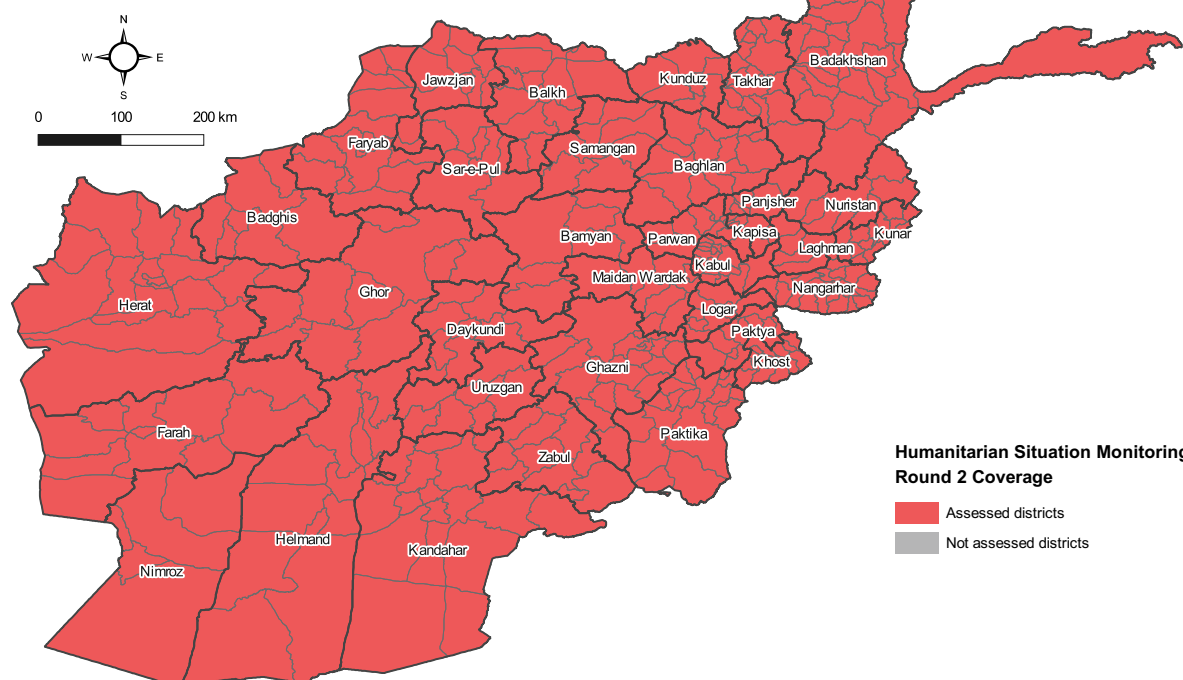 N
W E
S
0 100 200 km
Badakhshan
Jawzjan
Kunduz
Takhar
Balkh
Faryab
Samangan
Sar-e-Pul
Baghlan
Panjsher
Nuristan
Badghis
Kapisa
Kunar
Bamyan
Parwan
Laghman
Kabul
Maidan Wardak
Nangarhar
Ghor
Herat
Logar
Daykundi
Paktya
Khost
Ghazni
Uruzgan
Farah
Paktika
Zabul
Helmand
Kandahar
Nimroz
Humanitarian Situation Monitoring
Round 2 Coverage
Assessed districts
Not assessed districts